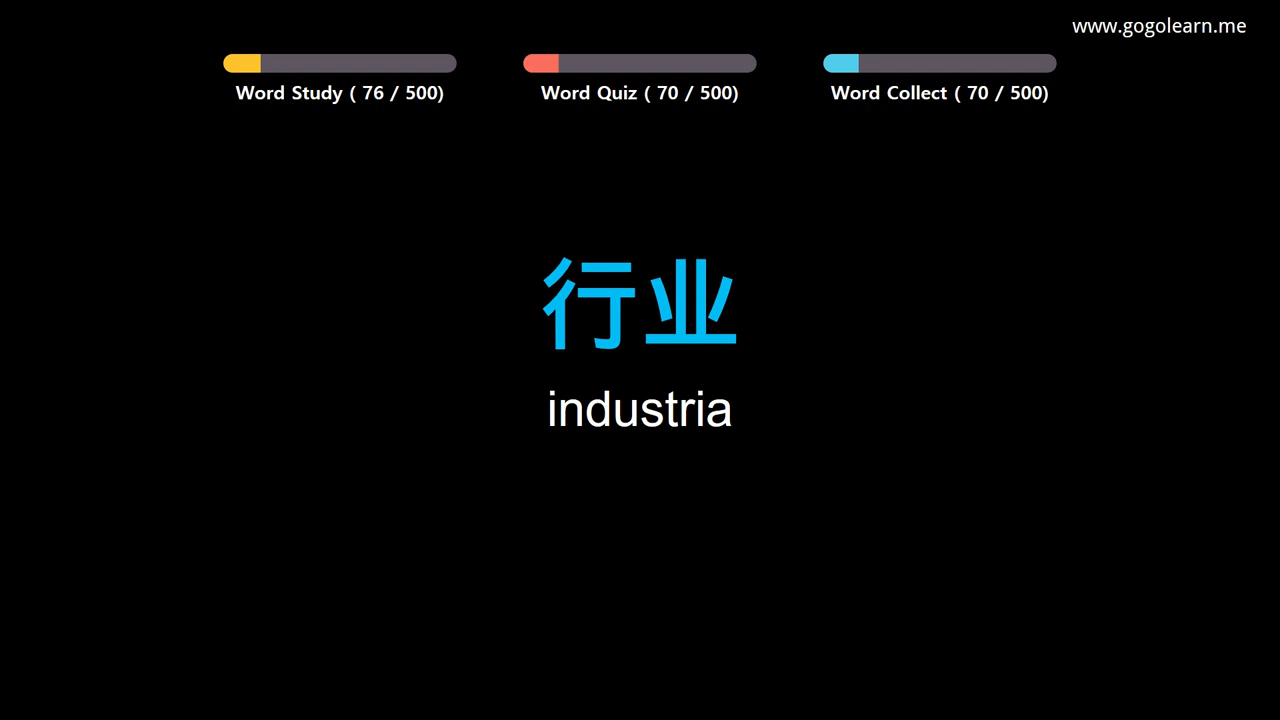 www.gogolearn.me
Word Study ( 76 / 500)
Word Quiz ( 70 / 500)
Word Collect ( 70 / 500)
行业
industria